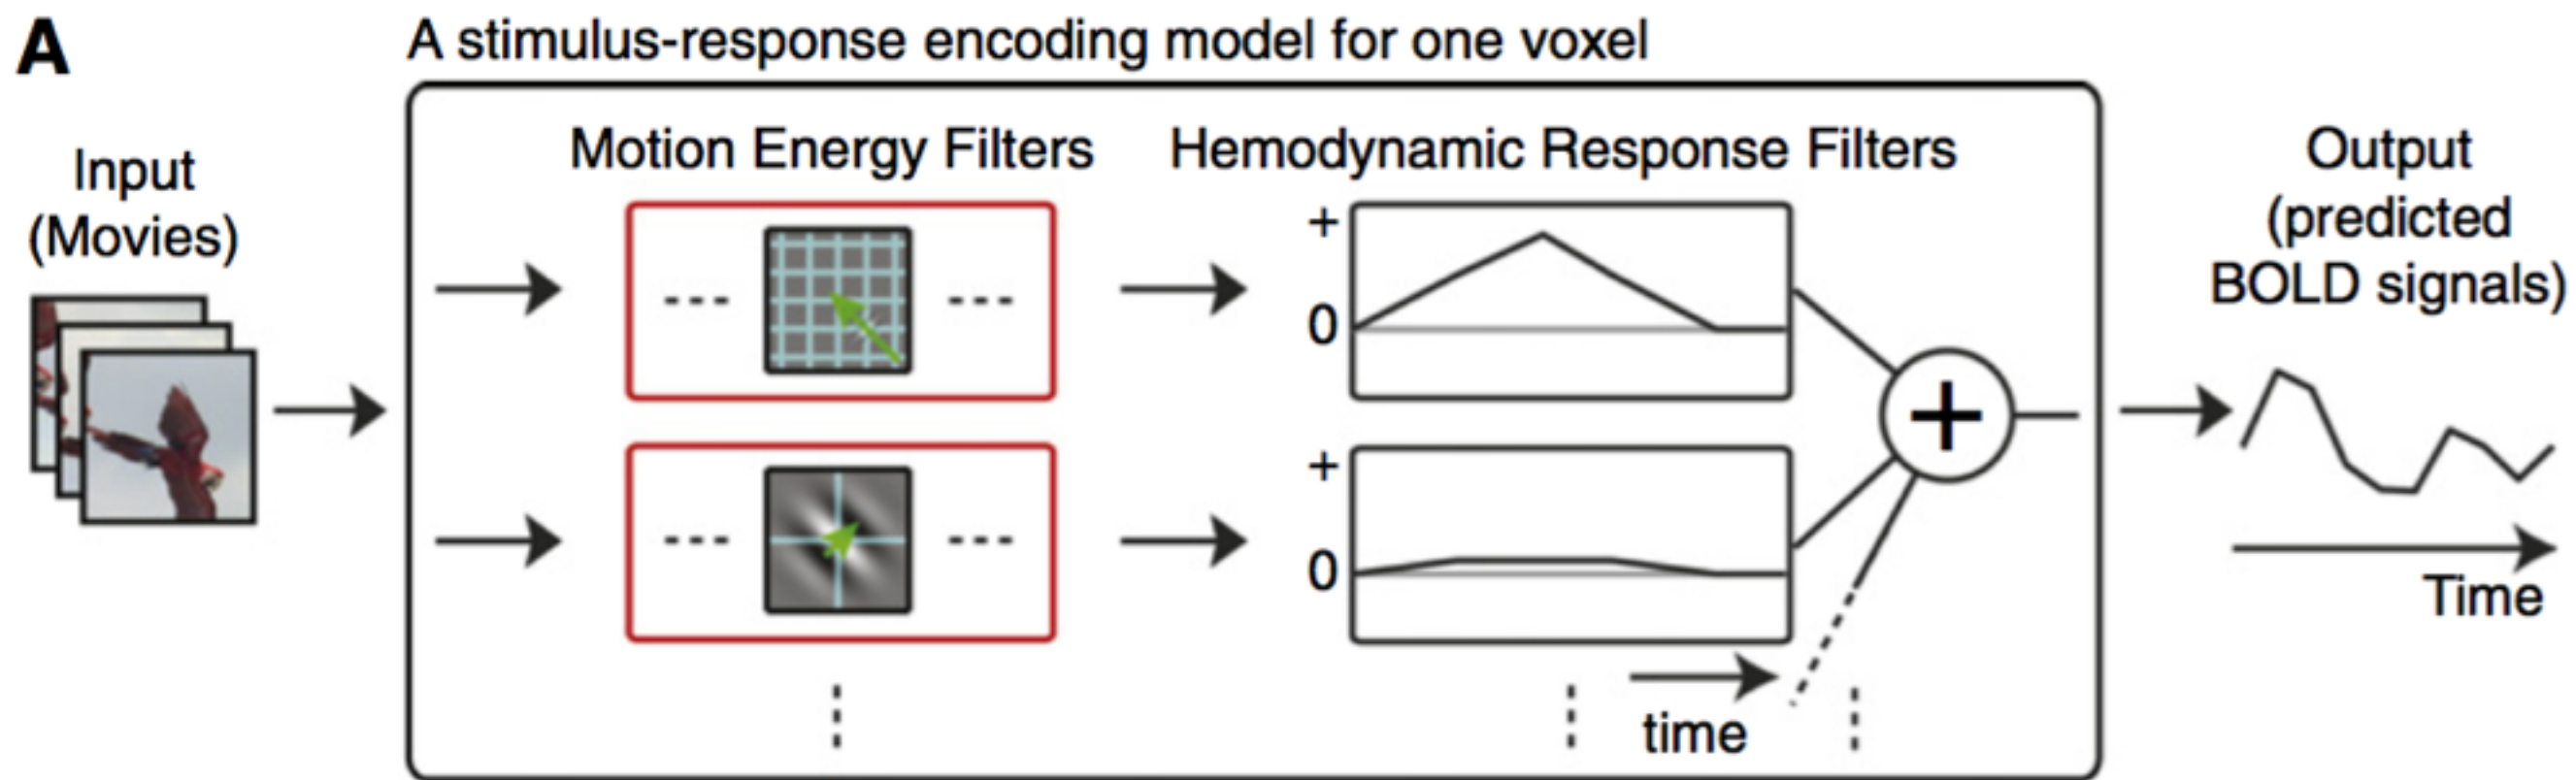 A
A stimulus-response encoding model for one voxel
Input
(Movies)
Motion Energy Filters
Hemodynamic Response Filters
+
0
+
0
time
+
Output
(predicted
BOLD signals)
Time